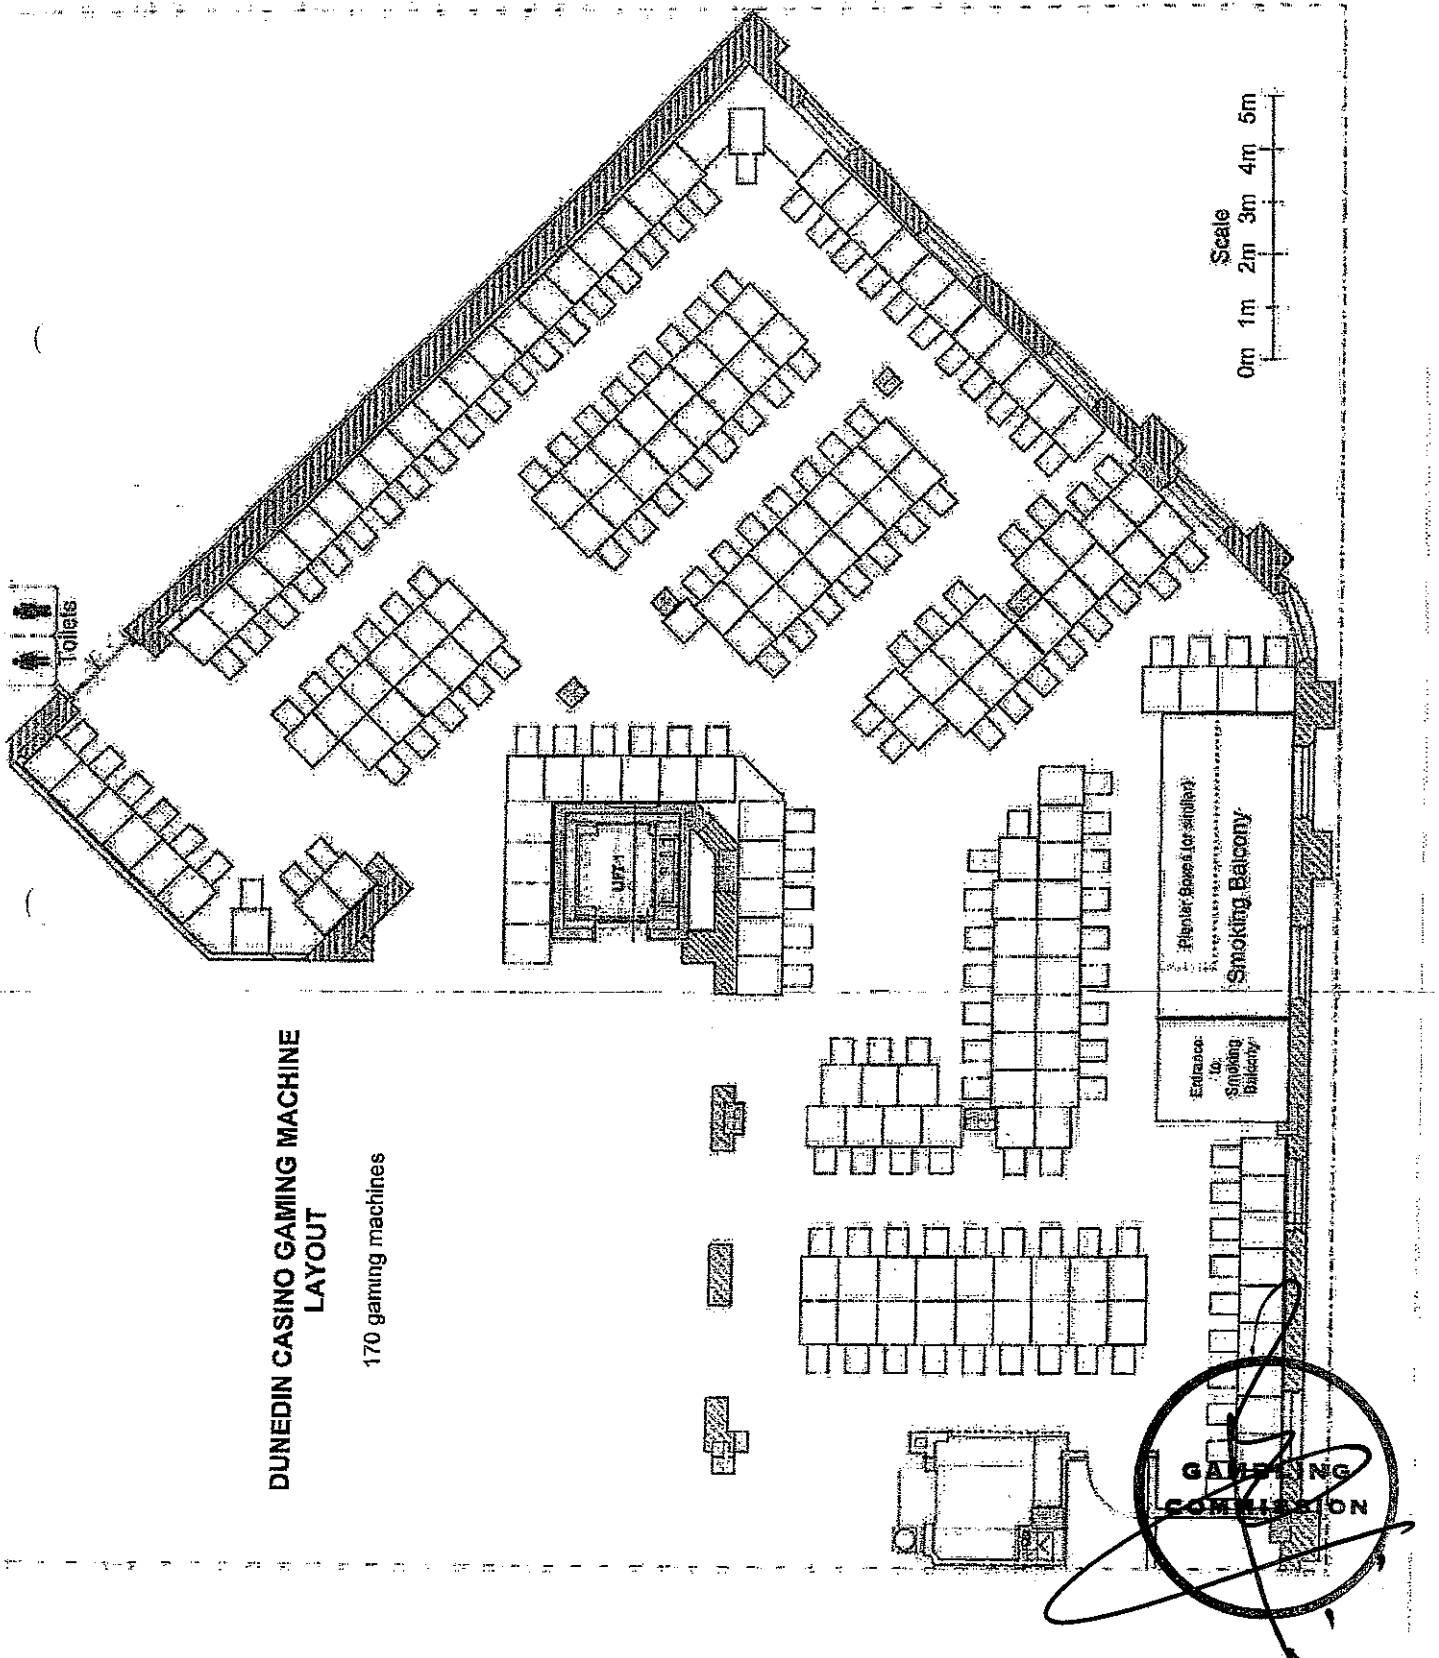 DUNEDIN CASINO GAMING MACHINE
LAYOUT
170 gaming machines
Toilets
Scale
0m 1m 2m 3m 4m 5m
Planter Boxes (or similar)
Smoking Balcony
Entrance
to
Smoking
Balcony
GAMBLING
COMMISSION